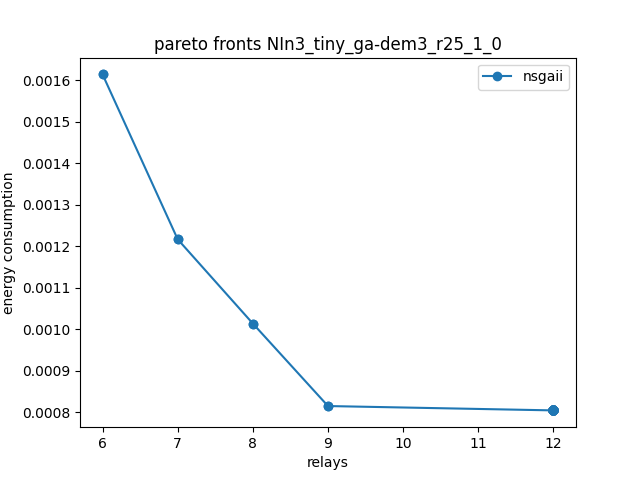 pareto fronts NIn3_tiny_ga-dem3_r25_1_0
nsgaii
0.0016
0.0015
0.0014
0.0013
0.0012
0.0011
0.0010
0.0009
0.0008
energy consumption
6 7 8 9 10 11 12
relays